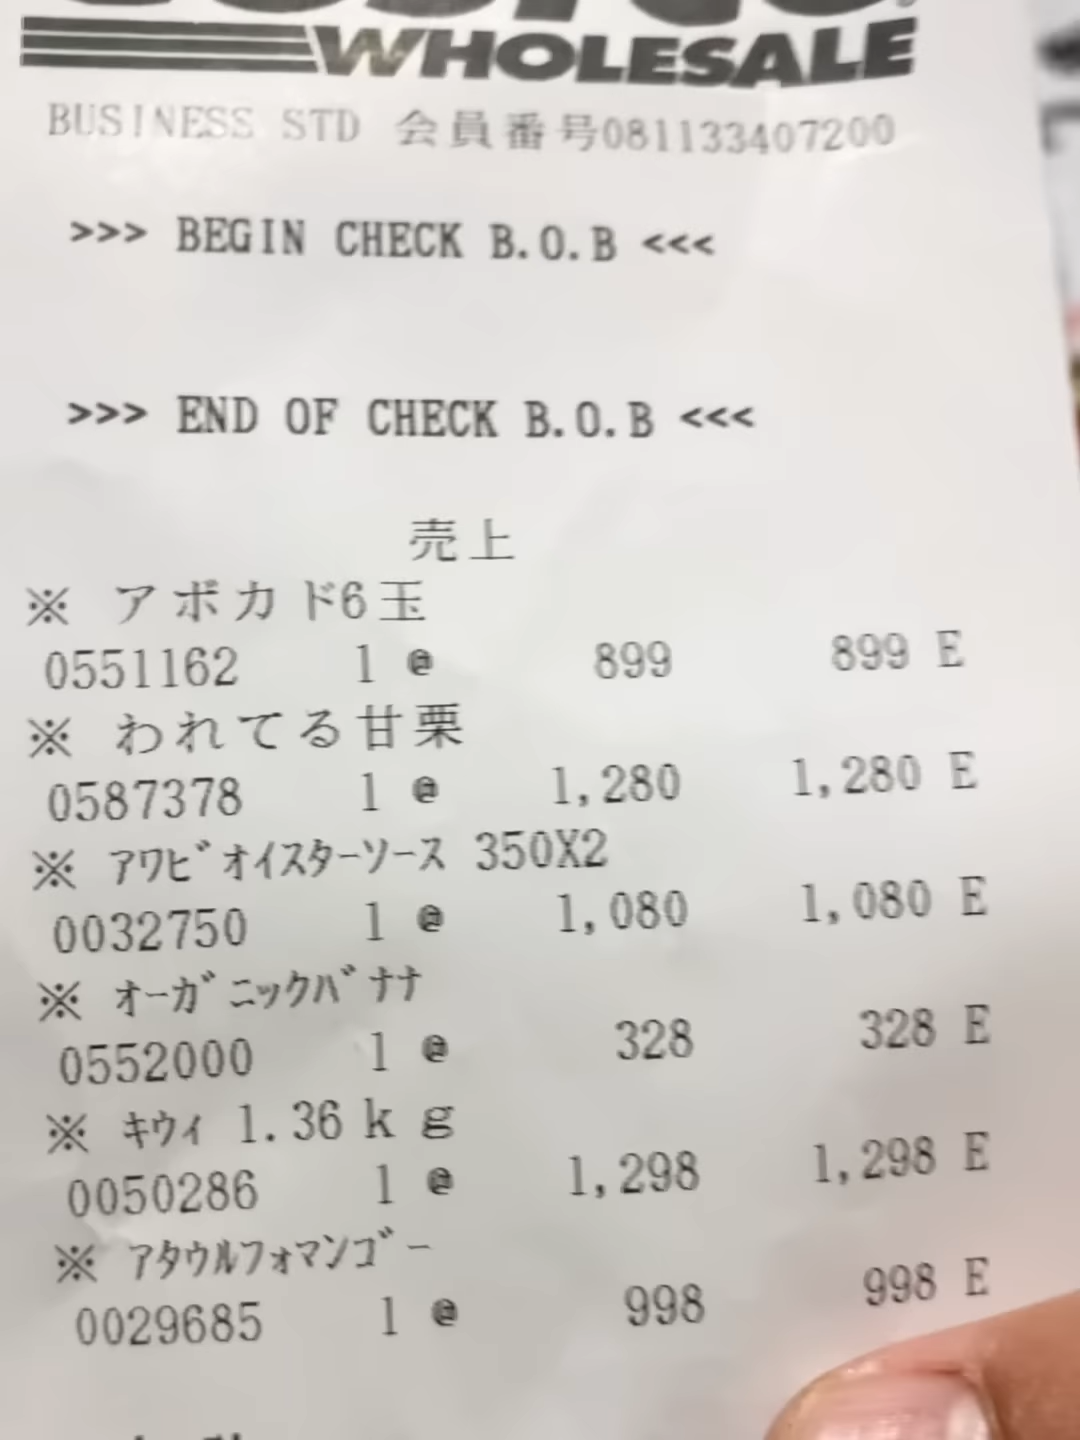 WHOLESALE
BUSINESS STD 会員番号081133407200
>>> BEGIN CHECK B.O.B <<<
>>> END OF CHECK B.O.B <<<
売上
※ アボカド6玉
0551162 1 @ 899 899 E
※ われてる甘栗
0587378 1 @ 1,280 1,280 E
※ ｱﾜﾋﾞｵｲｽﾀｰｿｰｽ 350X2
0032750 1 @ 1,080 1,080 E
※ ｵｰｶﾞﾆｯｸﾊﾞﾅﾅ
0552000 1 @ 328 328 E
※ ｷｳｨ 1.36ｋｇ
0050286 1 @ 1,298 1,298 E
※ ｱﾀｳﾙﾌｫﾏﾝｺﾞｰ
0029685 1 @ 998 998 E